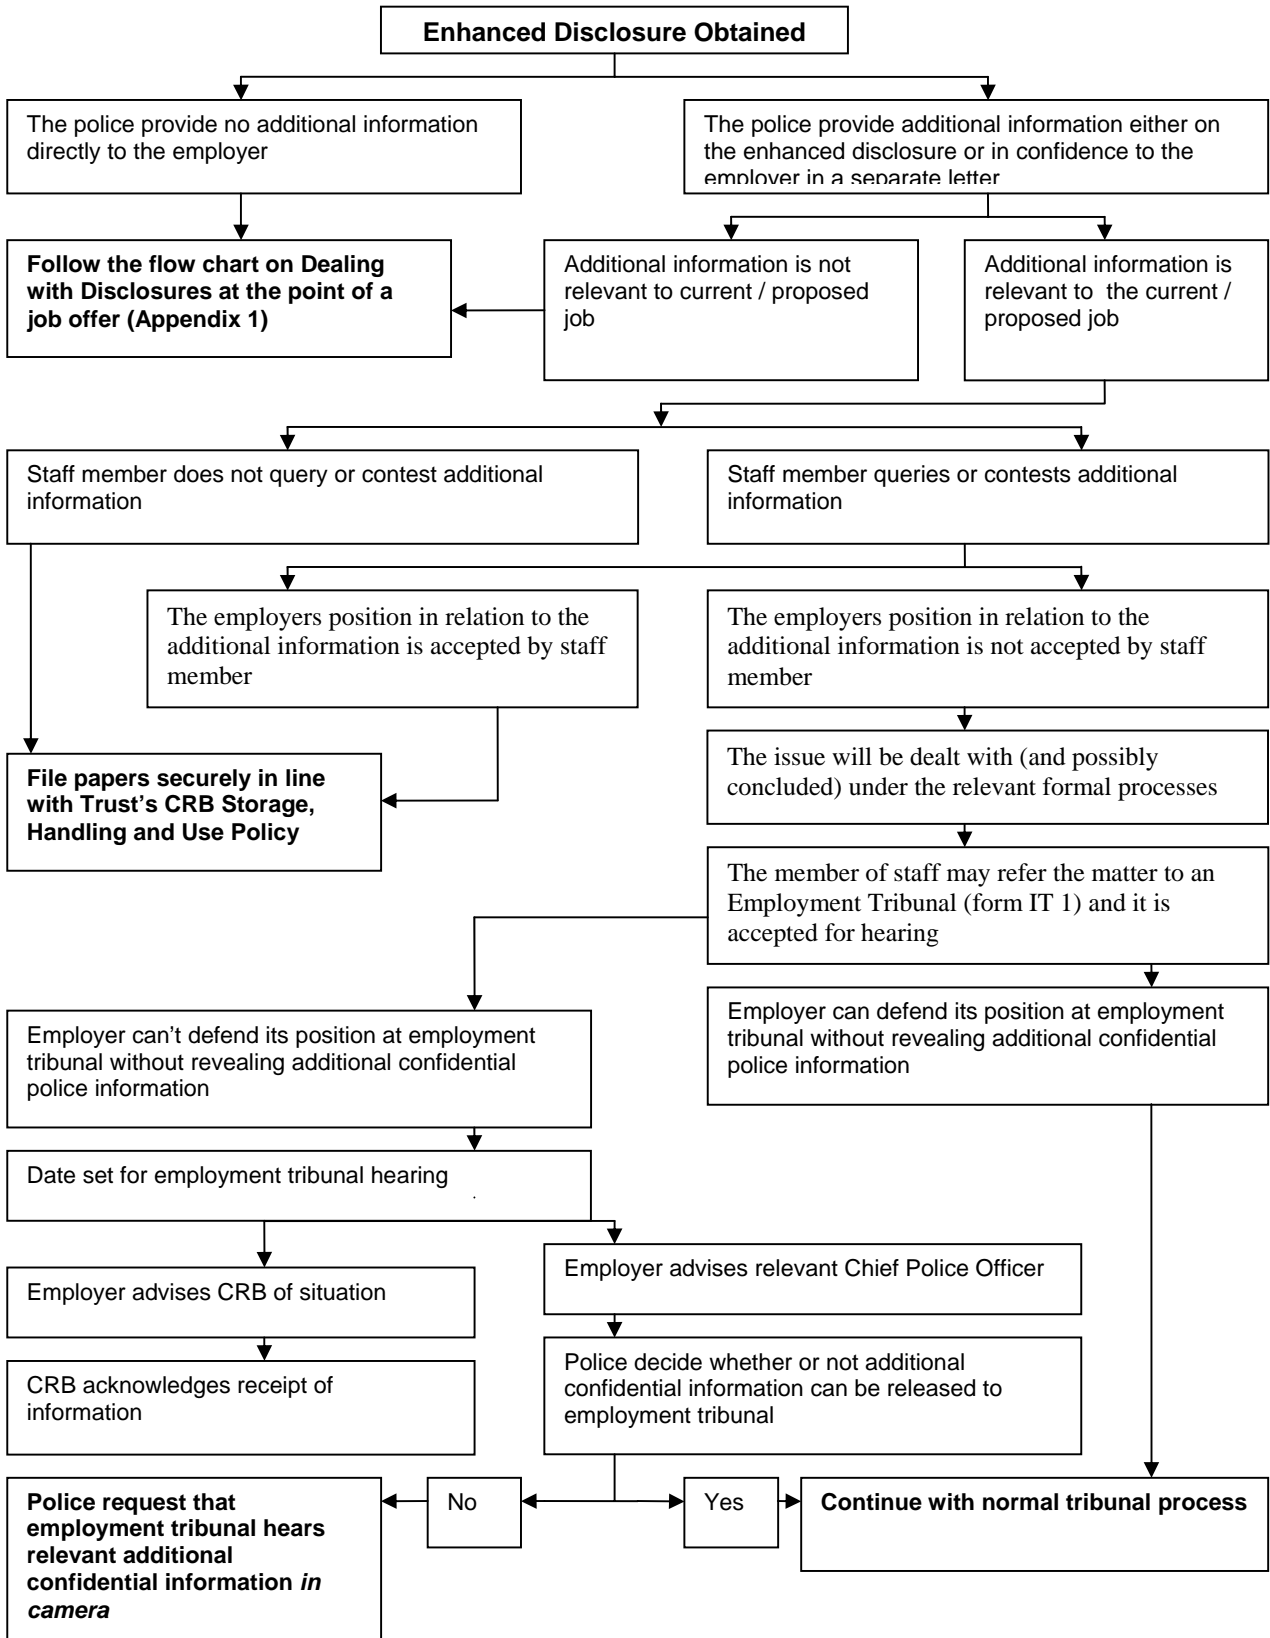 Enhanced Disclosure Obtained
The police provide no additional information
directly to the employer
The police provide additional information either on
the enhanced disclosure or in confidence to the
employer in a separate letter
Follow the flow chart on Dealing
with Disclosures at the point of a
job offer (Appendix 1)
Additional information is not
relevant to current / proposed
job
Additional information is
relevant to  the current /
proposed job
Staff member does not query or contest additional
information
Staff member queries or contests additional
information
The employers position in relation to the
additional information is accepted by staff
member
The employers position in relation to the
additional information is not accepted by staff
member
File papers securely in line
with Trust's CRB Storage,
Handling and Use Policy
The issue will be dealt with (and possibly
concluded) under the relevant formal processes
The member of staff may refer the matter to an
Employment Tribunal (form IT 1) and it is
accepted for hearing
Employer can't defend its position at employment
tribunal without revealing additional confidential
police information
Employer can defend its position at employment
tribunal without revealing additional confidential
police information
Date set for employment tribunal hearing
.
Employer advises CRB of situation
Employer advises relevant Chief Police Officer
CRB acknowledges receipt of
information
Police decide whether or not additional
confidential information can be released to
employment tribunal
Police request that
employment tribunal hears
relevant additional
confidential information in
camera
No
Yes
Continue with normal tribunal process